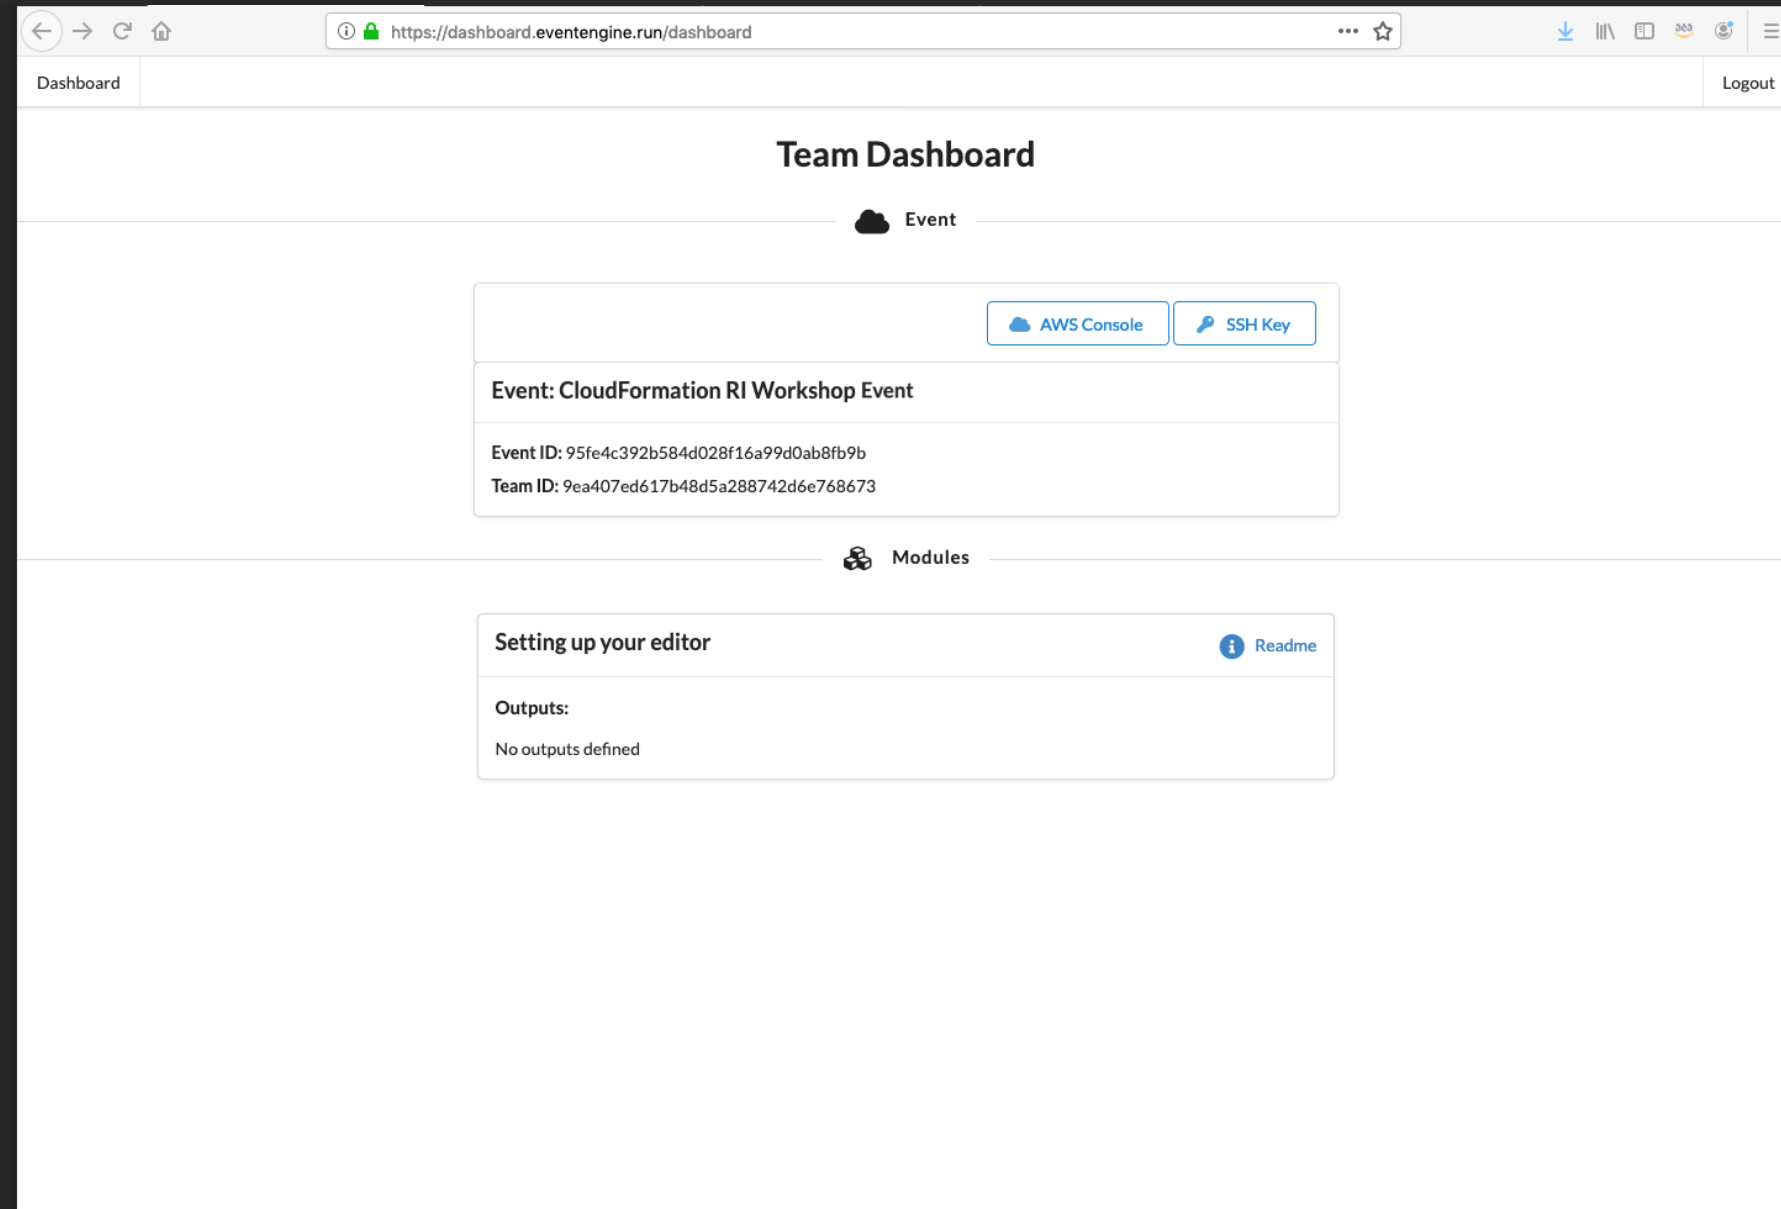 https://dashboard.eventengine.run/dashboard
Dashboard
Logout
Team Dashboard
Event
AWS Console
SSH Key
Event: CloudFormation RI Workshop Event
Event ID: 95fe4c392b584d028f16a99d0ab8fb9b
Team ID: 9ea407ed617b48d5a288742d6e768673
Modules
Setting up your editor
Readme
Outputs:
No outputs defined